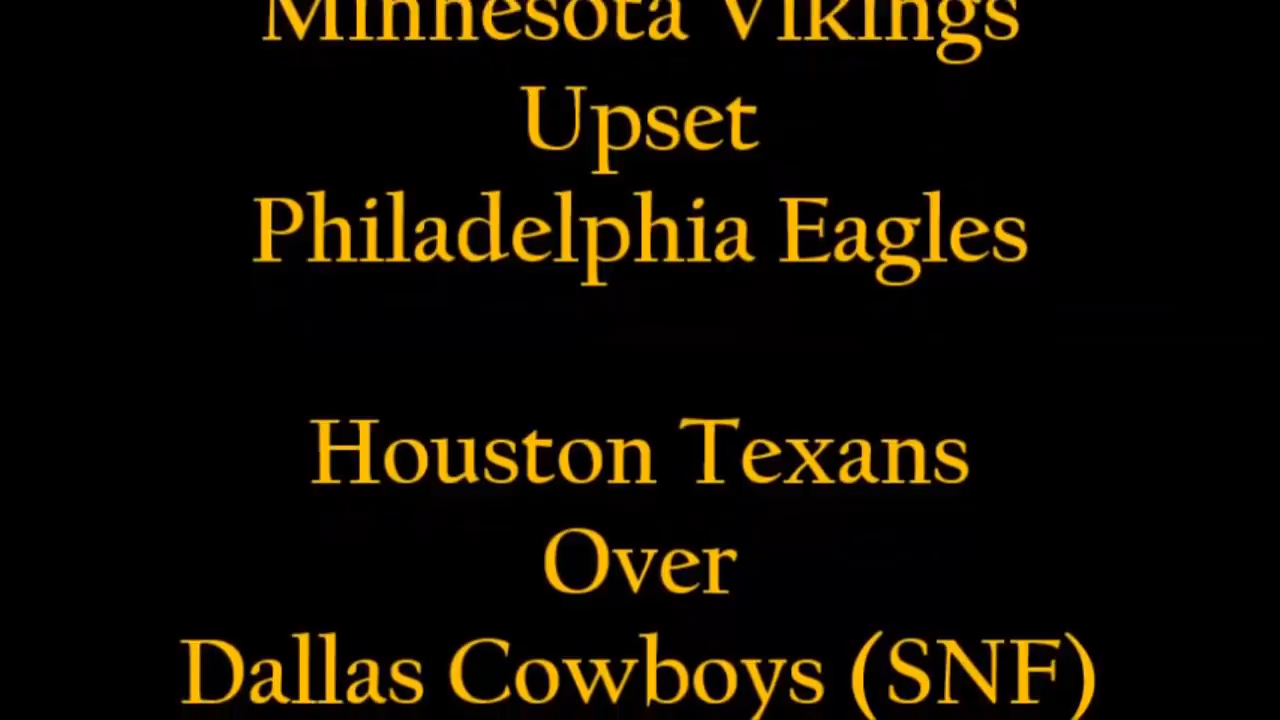 Minnesota Vikings
Upset
Philadelphia Eagles
Houston Texans
Over
Dallas Cowboys (SNF)